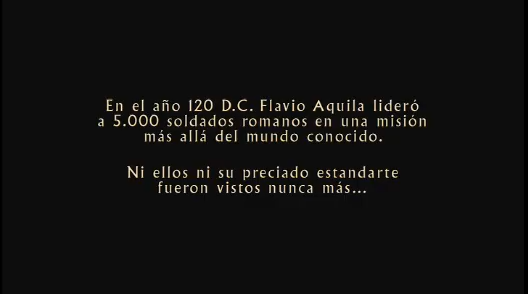 En el año 120 D.C. Flavio Aquila lideró
a 5.000 soldados romanos en una misión
más allá del mundo conocido.
Ni ellos ni su preciado estandarte
fueron vistos nunca más...